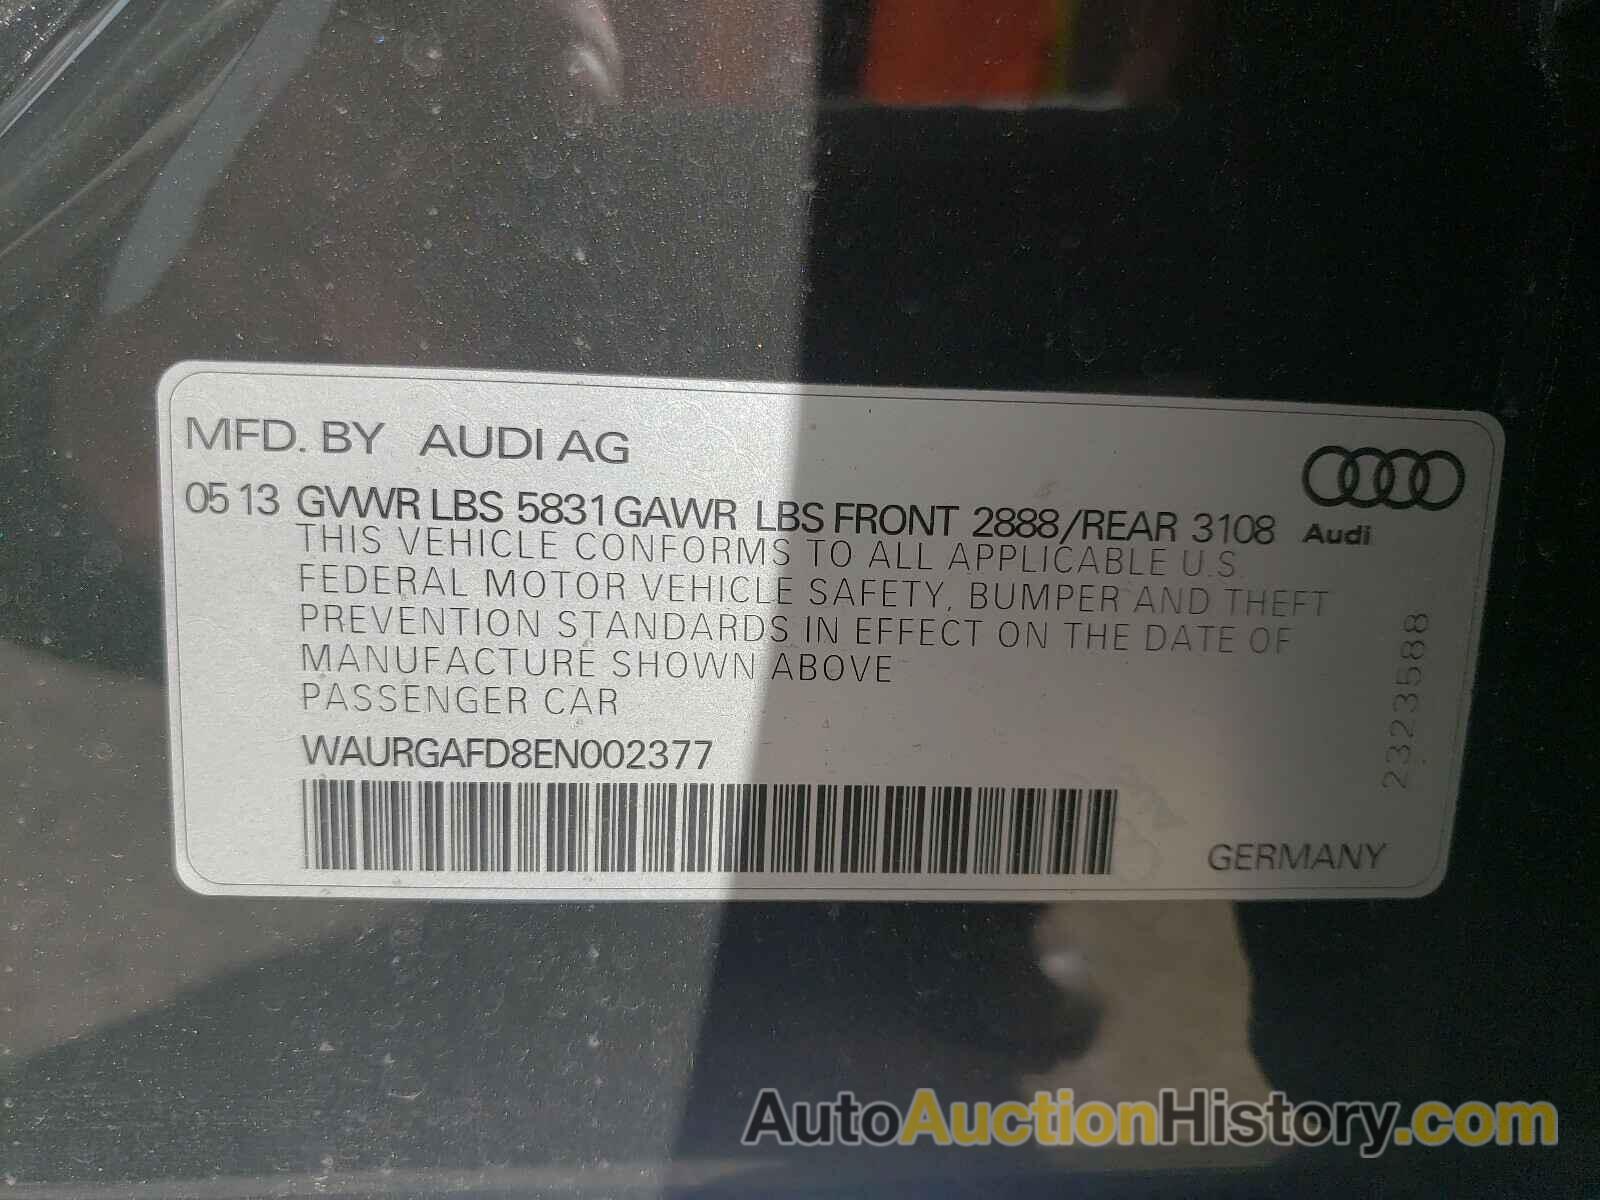 MFD. BY AUDI AG
05 13 GVWR LBS 5831 GAWR LBS FRONT 2888/REAR 3108
Audi
THIS VEHICLE CONFORMS TO ALL APPLICABLE U.S.
FEDERAL MOTOR VEHICLE SAFETY, BUMPER AND THEFT
PREVENTION STANDARDS IN EFFECT ON THE DATE OF
MANUFACTURE SHOWN ABOVE
PASSENGER CAR
WAURGAFD8EN002377
2323588
GERMANY
AutoAuctionHistory.com